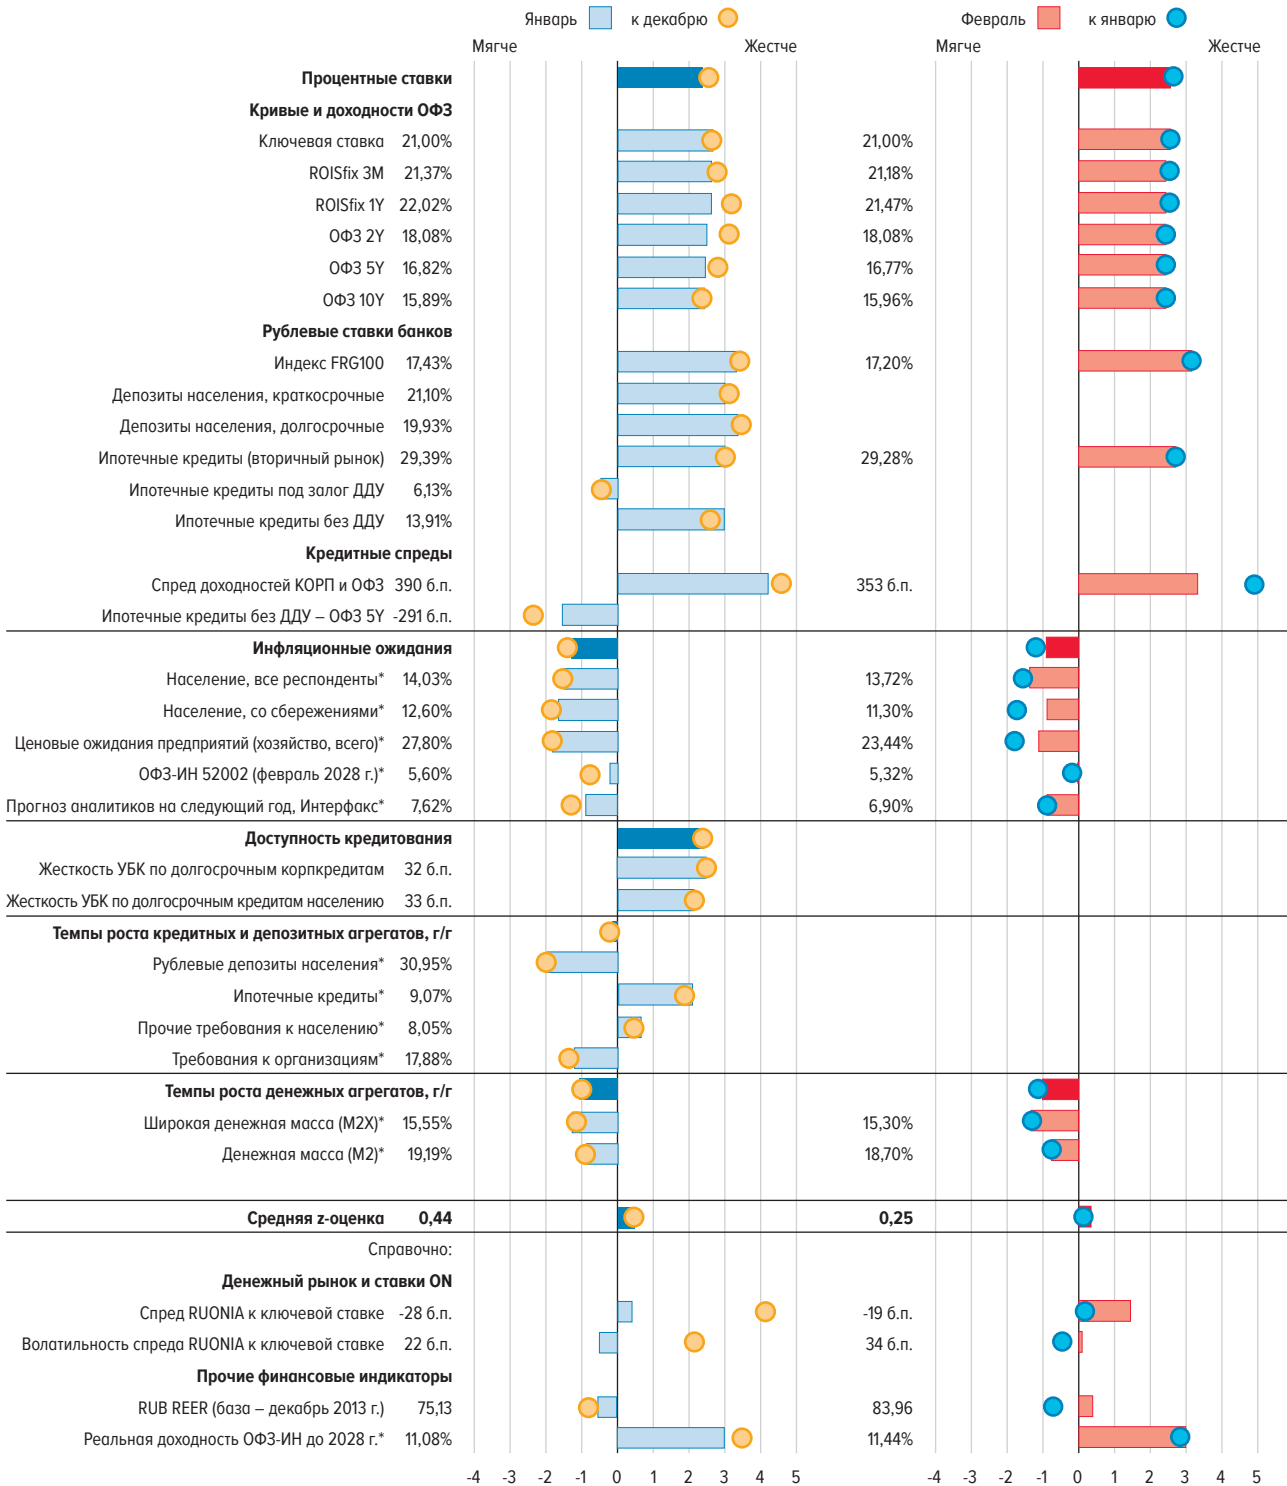 Январь к декабрю Февраль к январю
Мягче Жестче Мягче Жестче
Процентные ставки
Кривые и доходности ОФЗ
Ключевая ставка 21,00% 21,00%
ROISfix 3M 21,37% 21,18%
ROISfix 1Y 22,02% 21,47%
ОФЗ 2Y 18,08% 18,08%
ОФЗ 5Y 16,82% 16,77%
ОФЗ 10Y 15,89% 15,96%
Рублевые ставки банков
Индекс FRG100 17,43% 17,20%
Депозиты населения, краткосрочные 21,10%
Депозиты населения, долгосрочные 19,93%
Ипотечные кредиты (вторичный рынок) 29,39% 29,28%
Ипотечные кредиты под залог ДДУ 6,13%
Ипотечные кредиты без ДДУ 13,91%
Кредитные спреды
Спред доходностей КОРП и ОФЗ 390 б.п. 353 б.п.
Ипотечные кредиты без ДДУ – ОФЗ 5Y -291 б.п.
Инфляционные ожидания
Население, все респонденты* 14,03% 13,72%
Население, со сбережениями* 12,60% 11,30%
Ценовые ожидания предприятий (хозяйство, всего)* 27,80% 23,44%
ОФЗ-ИН 52002 (февраль 2028 г.)* 5,60% 5,32%
Прогноз аналитиков на следующий год, Интерфакс* 7,62% 6,90%
Доступность кредитования
Жесткость УБК по долгосрочным корпкредитам 32 б.п.
Жесткость УБК по долгосрочным кредитам населению 33 б.п.
Темпы роста кредитных и депозитных агрегатов, г/г
Рублевые депозиты населения* 30,95%
Ипотечные кредиты* 9,07%
Прочие требования к населению* 8,05%
Требования к организациям* 17,88%
Темпы роста денежных агрегатов, г/г
Широкая денежная масса (М2Х)* 15,55% 15,30%
Денежная масса (М2)* 19,19% 18,70%
Средняя z-оценка 0,44 0,25
Справочно:
Денежный рынок и ставки ON
Спред RUONIA к ключевой ставке -28 б.п. -19 б.п.
Волатильность спреда RUONIA к ключевой ставке 22 б.п. 34 б.п.
Прочие финансовые индикаторы
RUB REER (база – декабрь 2013 г.) 75,13 83,96
Реальная доходность ОФЗ-ИН до 2028 г.* 11,08% 11,44%
-4 -3 -2 -1 0 1 2 3 4 5 -4 -3 -2 -1 0 1 2 3 4 5